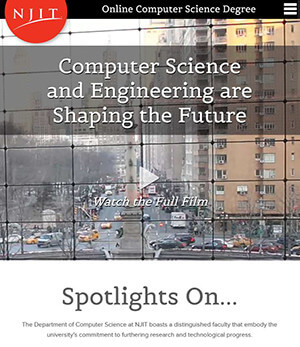 NJIT
Online Computer Science Degree
Computer Science
and Engineering are
Shaping the Future
Watch the Full Film
Spotlights On...
The Department of Computer Science at NJIT boasts a distinguished faculty that embody the
university's commitment to furthering research and technological progress.